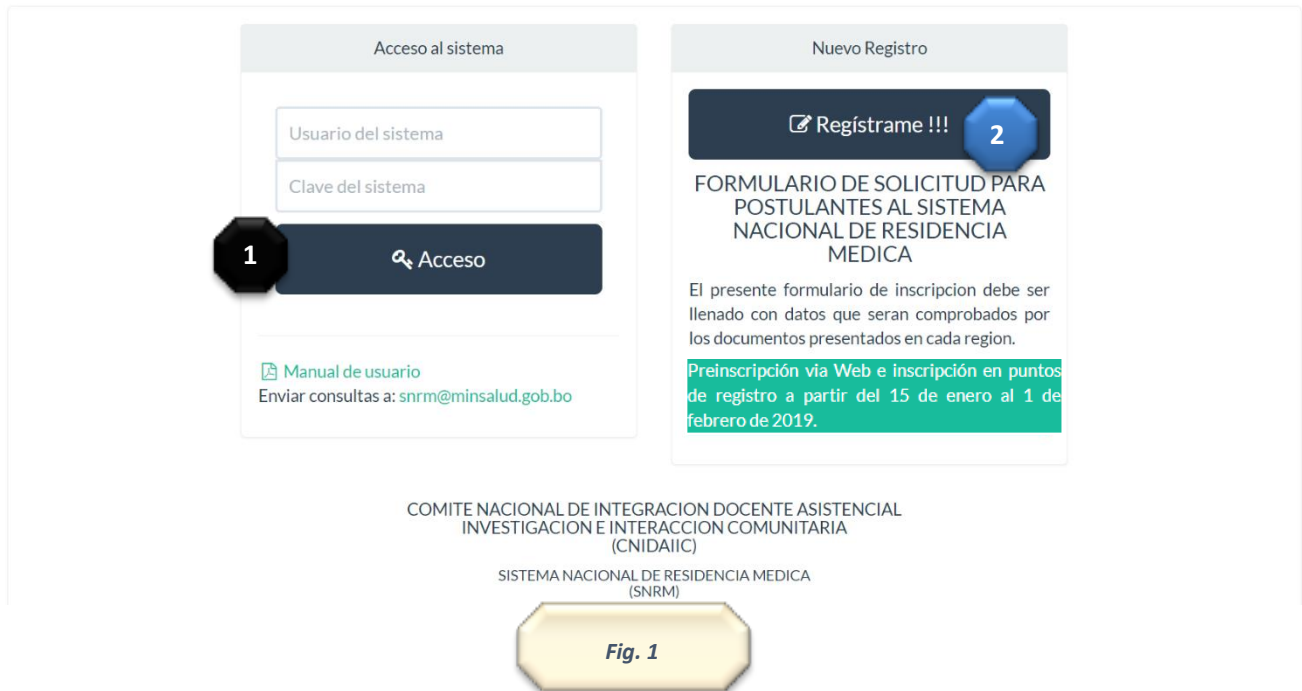 Acceso al sistema
Usuario del sistema
Clave del sistema
1
Acceso
Manual de usuario
Enviar consultas a: snrm@minsalud.gob.bo
Nuevo Registro
Regístrame !!!
2
FORMULARIO DE SOLICITUD PARA
POSTULANTES AL SISTEMA
NACIONAL DE RESIDENCIA
MEDICA
El presente formulario de inscripcion debe ser
llenado con datos que seran comprobados por
los documentos presentados en cada region.
Preinscripción via Web e inscripción en puntos
de registro a partir del 15 de enero al 1 de
febrero de 2019.
COMITE NACIONAL DE INTEGRACION DOCENTE ASISTENCIAL
INVESTIGACION E INTERACCION COMUNITARIA
(CNIDAIIC)
SISTEMA NACIONAL DE RESIDENCIA MEDICA
(SNRM)
Fig. 1